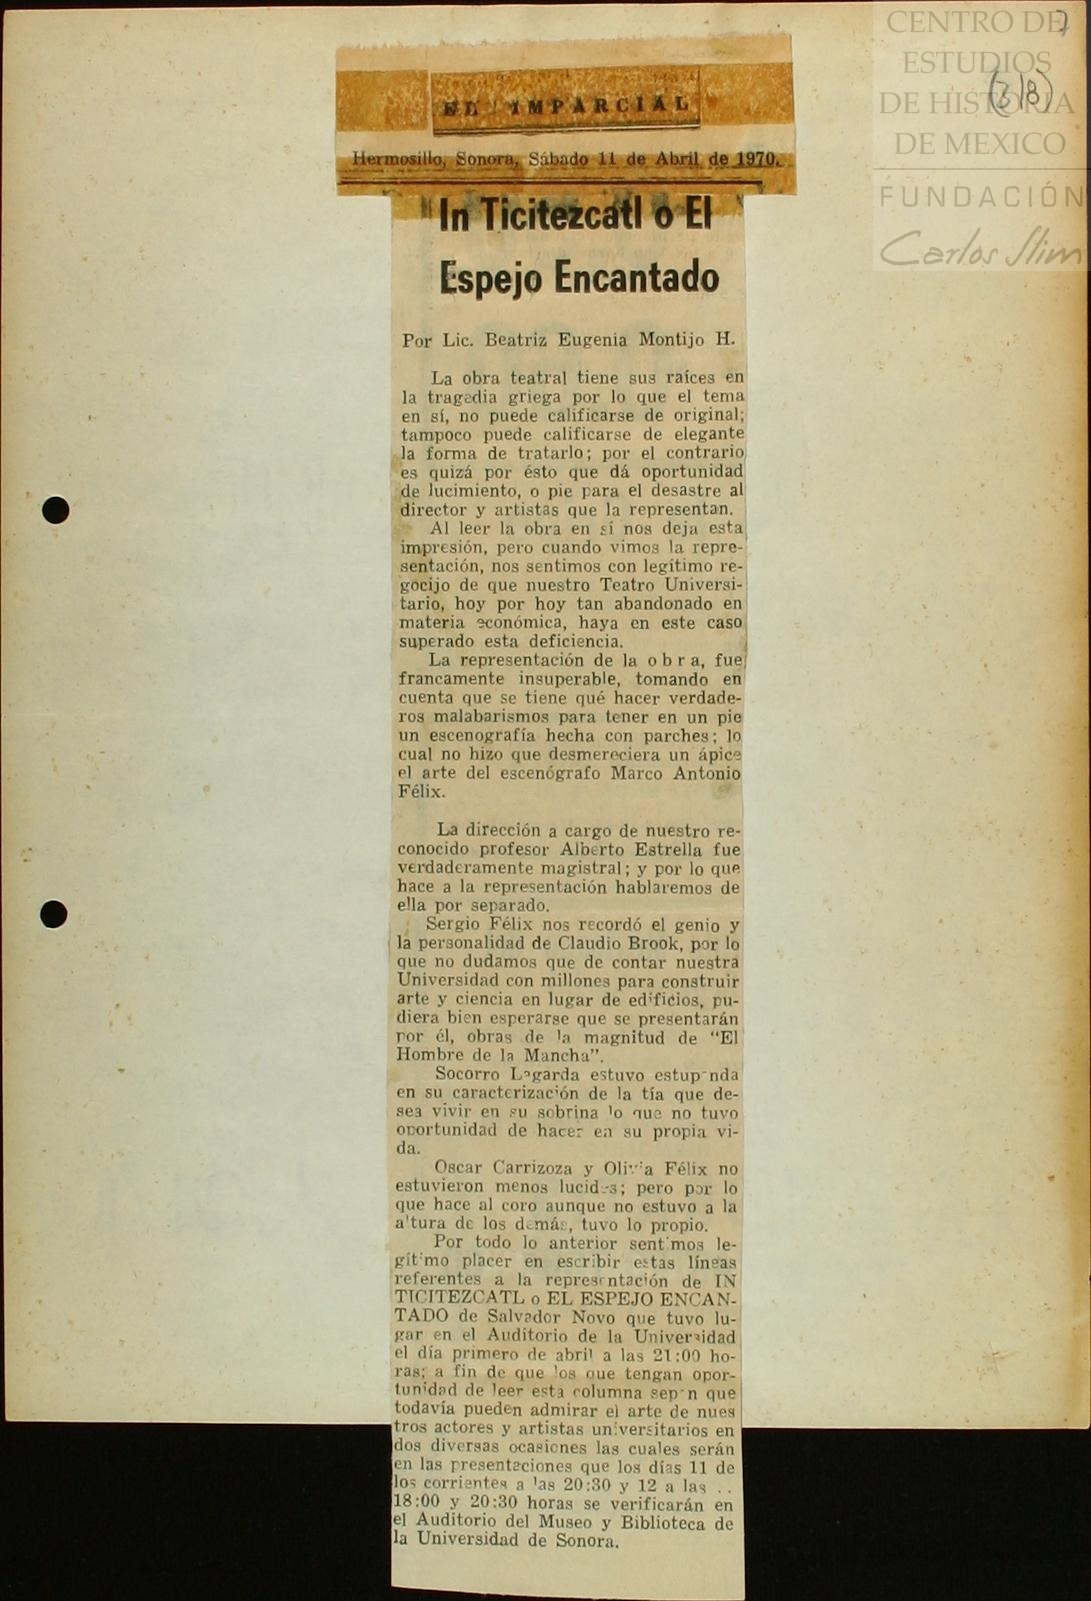 CENTRO DE
ESTUDIOS
DE HISTORIA
DE MEXICO
FUNDACIÓN
Carlos Slim
7
EL IMPARCIAL
Hermosillo, Sonora, Sábado 11 de Abril de 1970.
In Ticitezcatl o El
Espejo Encantado
Por Lic. Beatriz Eugenia Montijo H.
La obra teatral tiene sus raíces en
la tragedia griega por lo que el tema
en sí, no puede calificarse de original;
tampoco puede calificarse de elegante
la forma de tratarlo; por el contrario
es quizá por ésto que dá oportunidad
de lucimiento, o pie para el desastre al
director y artistas que la representan.
Al leer la obra en sí nos deja esta
impresión, pero cuando vimos la repre-
sentación, nos sentimos con legítimo re-
gocijo de que nuestro Teatro Universi-
tario, hoy por hoy tan abandonado en
materia económica, haya en este caso
superado esta deficiencia.
La representación de la obra, fue
francamente insuperable, tomando en
cuenta que se tiene qué hacer verdade-
ros malabarismos para tener en un pie
un escenografía hecha con parches; lo
cual no hizo que desmereciera un ápice
el arte del escenógrafo Marco Antonio
Félix.
La dirección a cargo de nuestro re-
conocido profesor Alberto Estrella fue
verdaderamente magistral; y por lo que
hace a la representación hablaremos de
ella por separado.
Sergio Félix nos recordó el genio y
la personalidad de Claudio Brook, por lo
que no dudamos que de contar nuestra
Universidad con millones para construir
arte y ciencia en lugar de edificios, pu-
diera bien esperarse que se presentarán
por él, obras de la magnitud de "El
Hombre de la Mancha".
Socorro Lagarda estuvo estupenda
en su caracterización de la tía que de-
sea vivir en su sobrina lo que no tuvo
oportunidad de hacer en su propia vi-
da.
Oscar Carrizoza y Olivia Félix no
estuvieron menos lucidos; pero por lo
que hace al coro aunque no estuvo a la
altura de los demás, tuvo lo propio.
Por todo lo anterior sentimos le-
gítimo placer en escribir estas líneas
referentes a la representación de IN
TICITEZCATL o EL ESPEJO ENCAN-
TADO de Salvador Novo que tuvo lu-
gar en el Auditorio de la Universidad
el día primero de abril a las 21:00 ho-
ras; a fin de que los que tengan opor-
tunidad de leer esta columna sepan que
todavía pueden admirar el arte de nues
tros actores y artistas universitarios en
dos diversas ocasiones las cuales serán
en las presentaciones que los días 11 de
los corrientes a las 20:30 y 12 a las ..
18:00 y 20:30 horas se verificarán en
el Auditorio del Museo y Biblioteca de
la Universidad de Sonora.